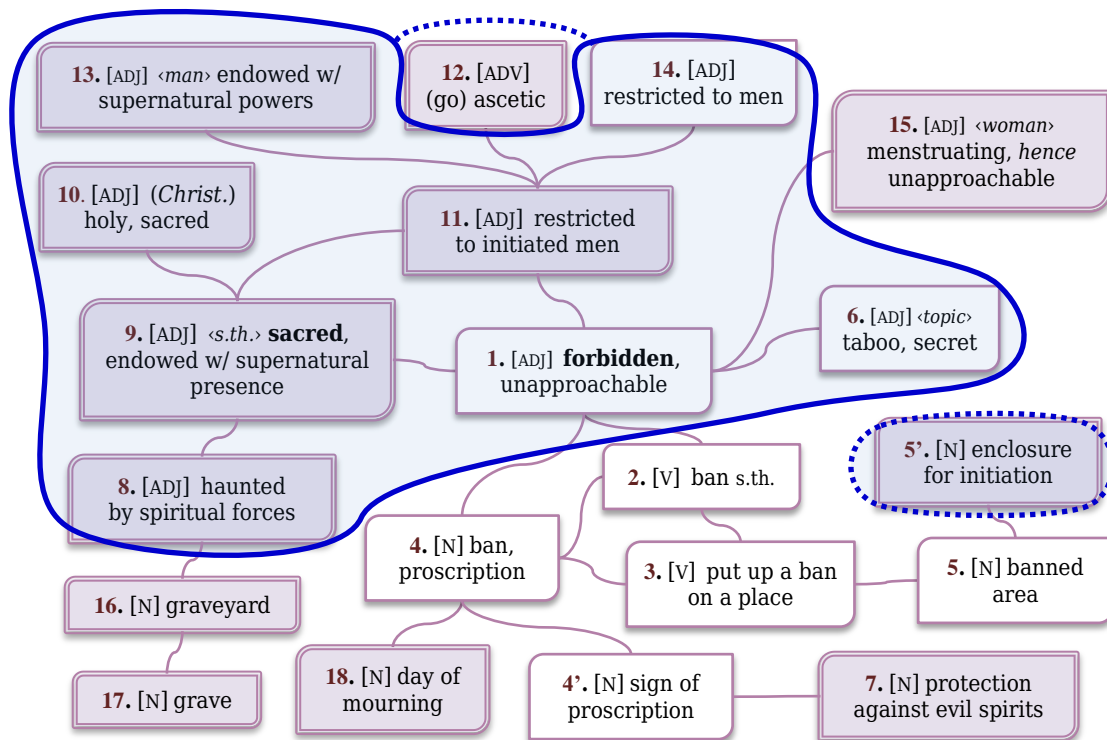 13. [ADJ] ‹man› endowed w/
supernatural powers
12. [ADV]
(go) ascetic
14. [ADJ]
restricted to men
15. [ADJ] ‹woman›
menstruating, hence
unapproachable
10. [ADJ] (Christ.)
holy, sacred
11. [ADJ] restricted
to initiated men
9. [ADJ] ‹s.th.› sacred,
endowed w/ supernatural
presence
1. [ADJ] forbidden,
unapproachable
6. [ADJ] ‹topic›
taboo, secret
8. [ADJ] haunted
by spiritual forces
2. [V] ban s.th.
5’. [N] enclosure
for initiation
4. [N] ban,
proscription
3. [V] put up a ban
on a place
5. [N] banned
area
16. [N] graveyard
17. [N] grave
18. [N] day of
mourning
4’. [N] sign of
proscription
7. [N] protection
against evil spirits